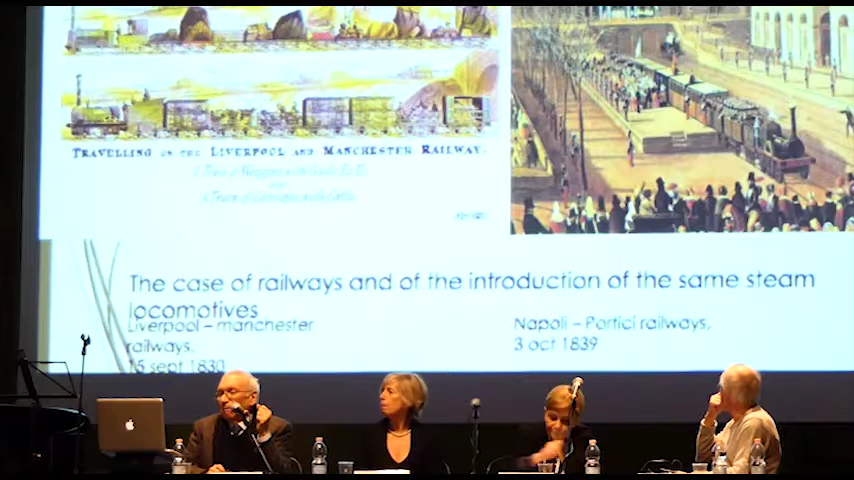 TRAVELLING ON THE LIVERPOOL AND MANCHESTER RAILWAY.
The case of railways and of the introduction of the same steam
locomotives
Liverpool – manchester
railways,
15 sept 1830
Napoli – Portici railways,
3 oct 1839